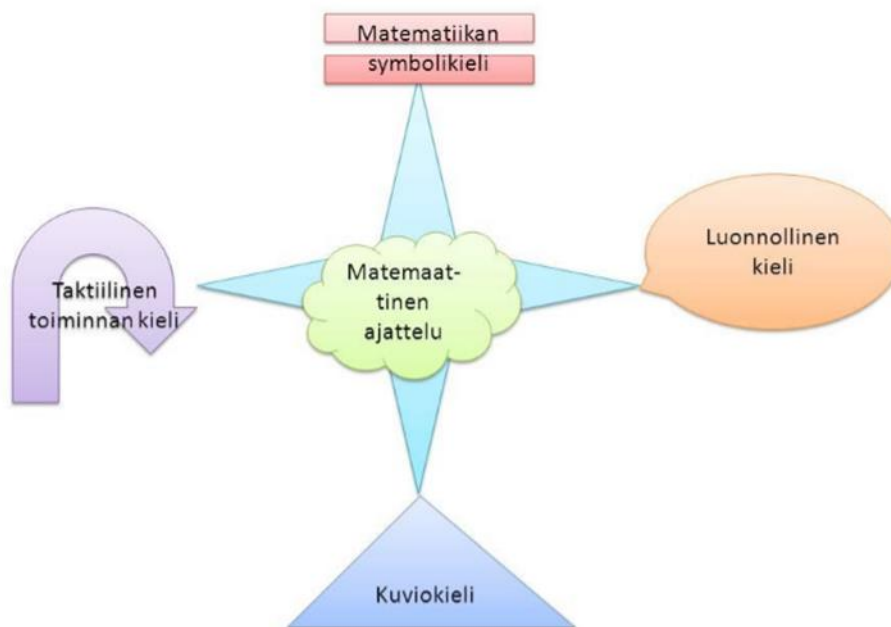 Matematiikan
symbolikieli
Luonnollinen
kieli
Matemaat-
tinen
ajattelu
Taktiilinen
toiminnan kieli
Kuviokieli